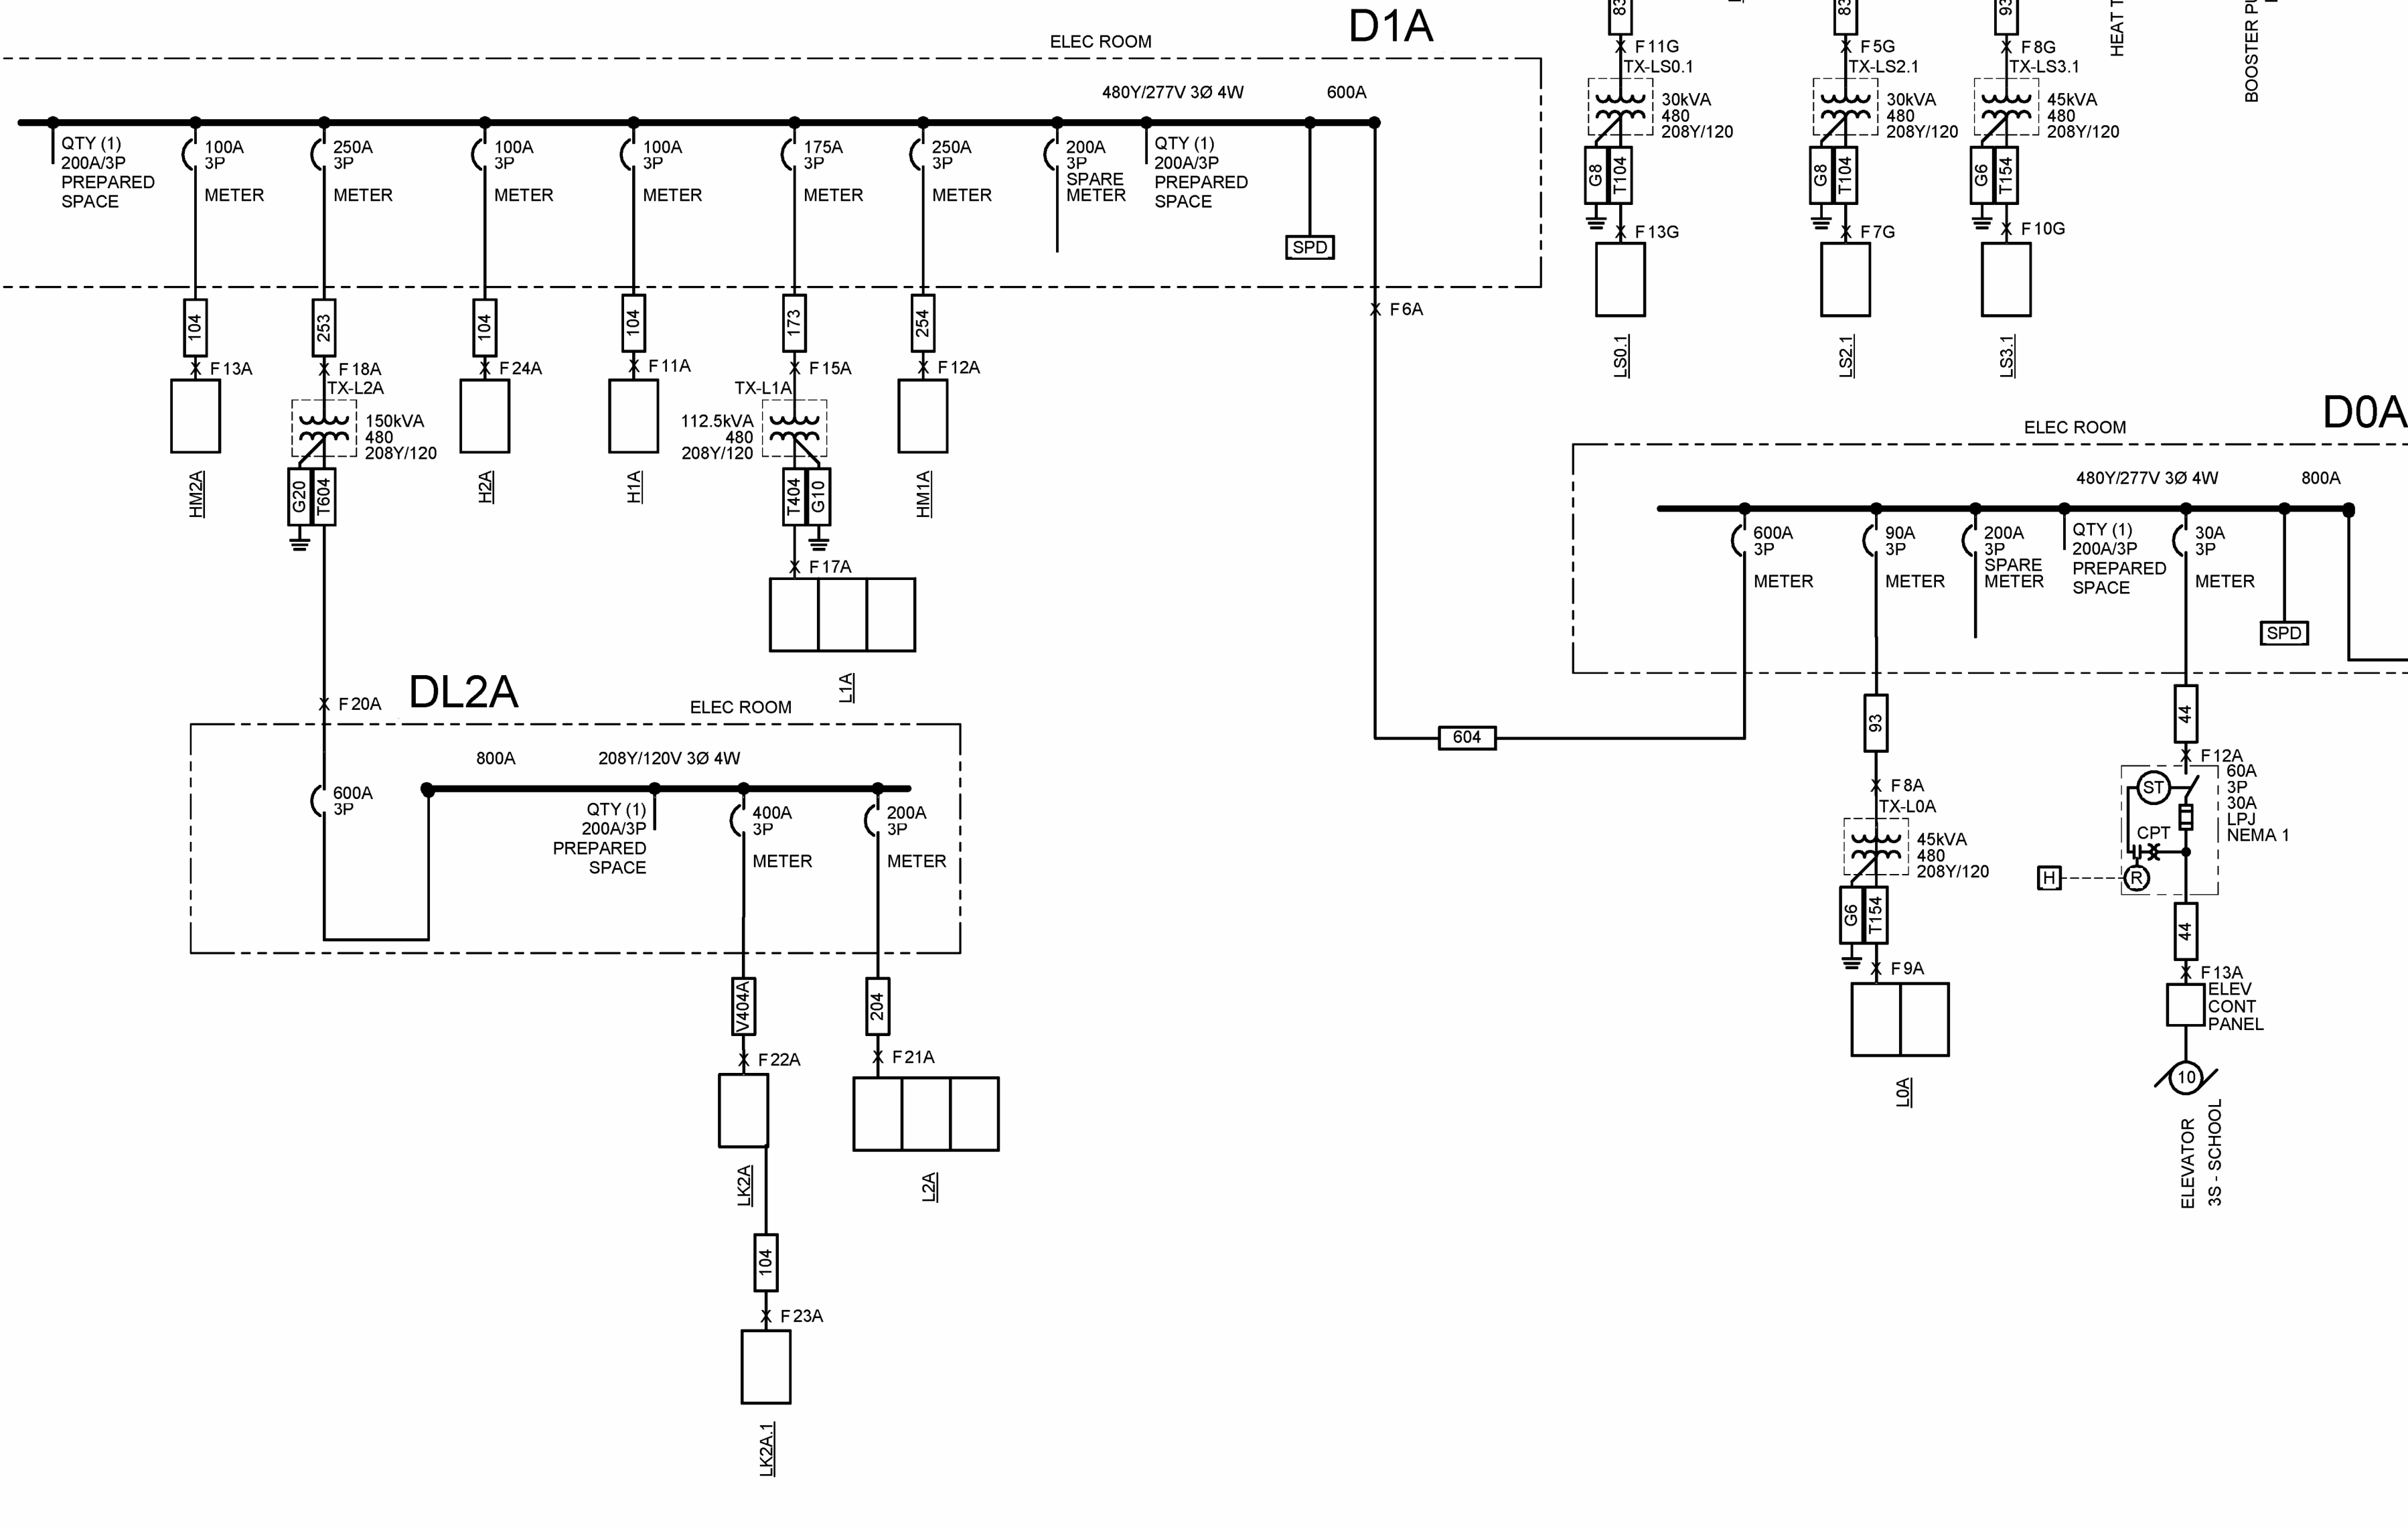 D1A
ELEC ROOM
480Y/277V 3Ø 4W
600A
QTY (1)
200A/3P
PREPARED
SPACE
100A
3P
METER
250A
3P
METER
100A
3P
METER
100A
3P
METER
175A
3P
METER
250A
3P
METER
200A
3P
SPARE
METER
QTY (1)
200A/3P
PREPARED
SPACE
SPD
104
F13A
HM2A
253
F18A
TX-L2A
150kVA
480
208Y/120
G20
T604
104
F24A
H2A
104
F11A
H1A
173
F15A
TX-L1A
112.5kVA
480
208Y/120
T404
G10
F17A
L1A
254
F12A
HM1A
F6A
604
F20A
DL2A
ELEC ROOM
800A
208Y/120V 3Ø 4W
600A
3P
QTY (1)
200A/3P
PREPARED
SPACE
400A
3P
METER
200A
3P
METER
V404A
F22A
LK2A
104
F23A
LK2A.1
204
F21A
L2A
83
F11G
TX-LS0.1
30kVA
480
208Y/120
G8
T104
F13G
LS0.1
83
F5G
TX-LS2.1
30kVA
480
208Y/120
G8
T104
F7G
LS2.1
93
F8G
TX-LS3.1
45kVA
480
208Y/120
G6
T154
F10G
LS3.1
HEAT
BOOSTER
D0A
ELEC ROOM
480Y/277V 3Ø 4W
800A
600A
3P
METER
90A
3P
METER
200A
3P
SPARE
METER
QTY (1)
200A/3P
PREPARED
SPACE
30A
3P
METER
SPD
93
F8A
TX-L0A
45kVA
480
208Y/120
G6
T154
F9A
L0A
44
F12A
60A
3P
30A
LPJ
NEMA 1
ST
CPT
H
R
44
F13A
ELEV
CONT
PANEL
10
ELEVATOR
3S - SCHOOL